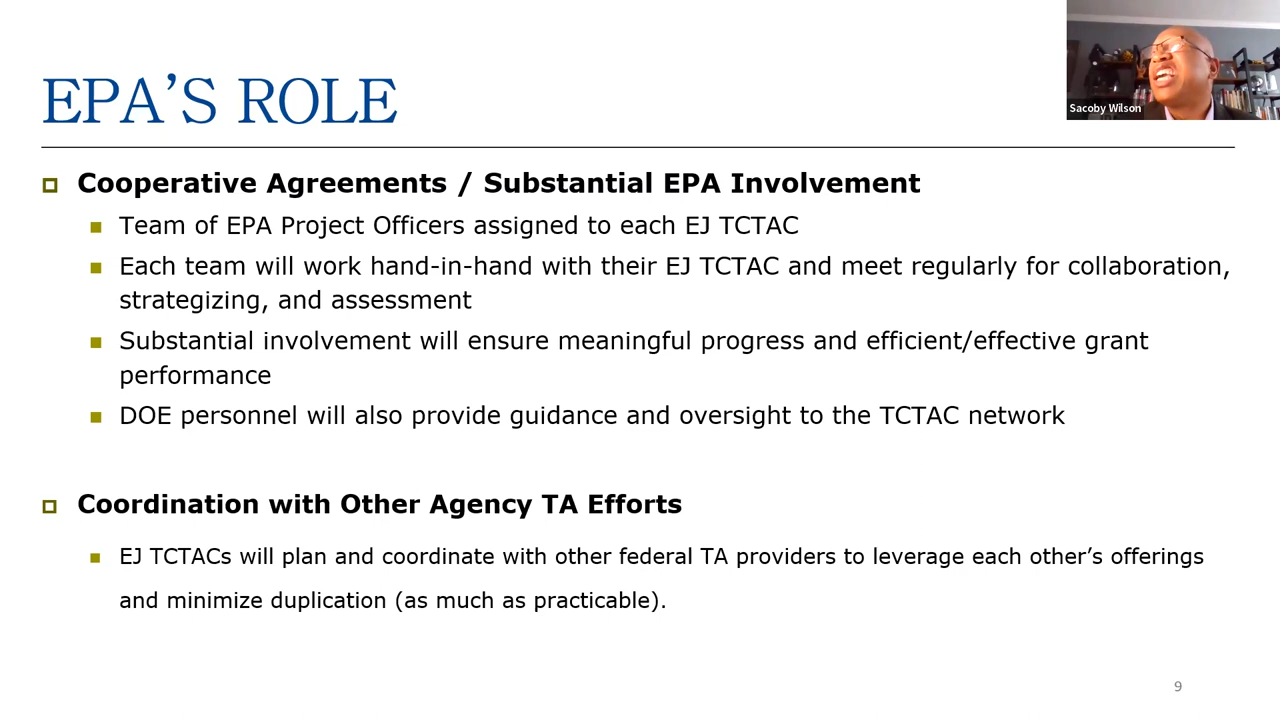 EPA’S ROLE
Sacoby Wilson
Cooperative Agreements / Substantial EPA Involvement
Team of EPA Project Officers assigned to each EJ TCTAC
Each team will work hand-in-hand with their EJ TCTAC and meet regularly for collaboration,
strategizing, and assessment
Substantial involvement will ensure meaningful progress and efficient/effective grant
performance
DOE personnel will also provide guidance and oversight to the TCTAC network
Coordination with Other Agency TA Efforts
EJ TCTACs will plan and coordinate with other federal TA providers to leverage each other’s offerings
and minimize duplication (as much as practicable).
9